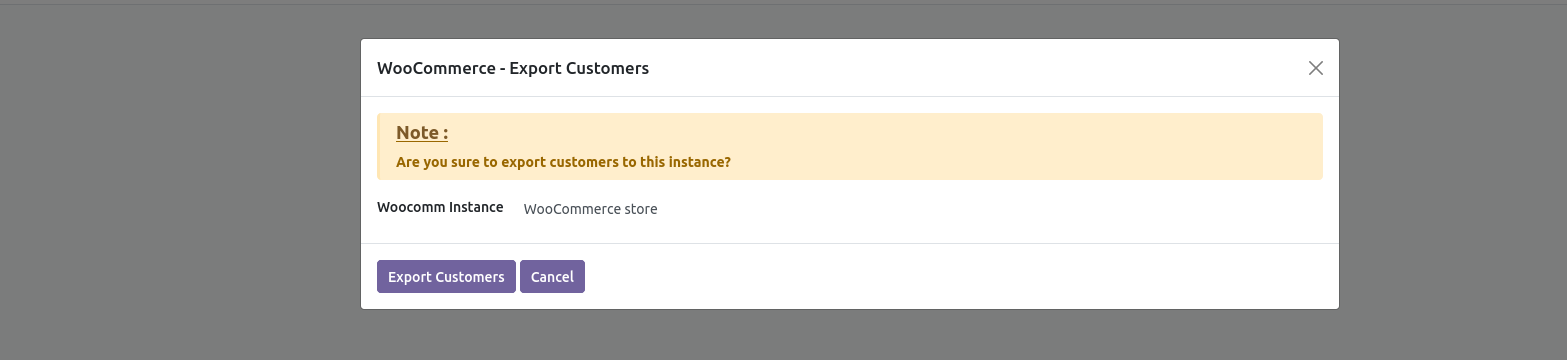 WooCommerce - Export Customers
Note :
Are you sure to export customers to this instance?
Woocomm Instance WooCommerce store
Export Customers Cancel